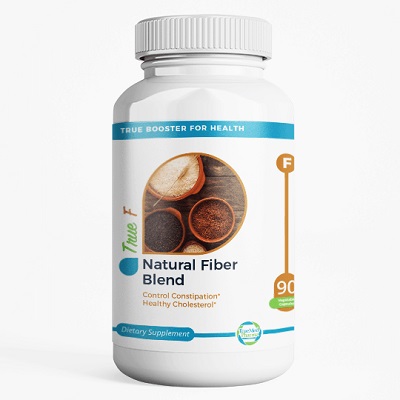 TRUE BOOSTER FOR HEALTH
F
True F
Natural Fiber
Blend
Control Constipation*
Healthy Cholesterol*
90
Dietary Supplement